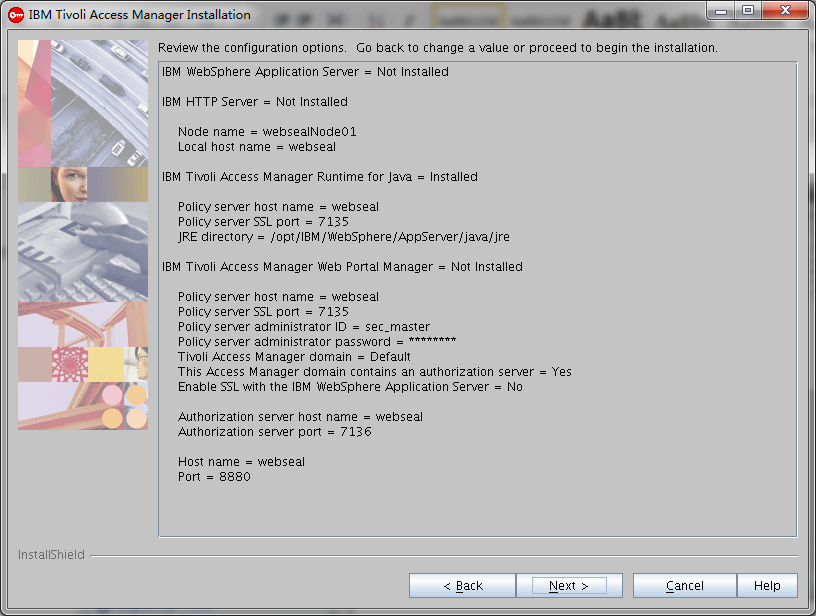 IBM Tivoli Access Manager Installation
Review the configuration options.  Go back to change a value or proceed to begin the installation.
IBM WebSphere Application Server = Not Installed
IBM HTTP Server = Not Installed
Node name = websealNode01
Local host name = webseal
IBM Tivoli Access Manager Runtime for Java = Installed
Policy server host name = webseal
Policy server SSL port = 7135
JRE directory = /opt/IBM/WebSphere/AppServer/java/jre
IBM Tivoli Access Manager Web Portal Manager = Not Installed
Policy server host name = webseal
Policy server SSL port = 7135
Policy server administrator ID = sec_master
Policy server administrator password = ********
Tivoli Access Manager domain = Default
This Access Manager domain contains an authorization server = Yes
Enable SSL with the IBM WebSphere Application Server = No
Authorization server host name = webseal
Authorization server port = 7136
Host name = webseal
Port = 8880
InstallShield
< Back
Next >
Cancel
Help